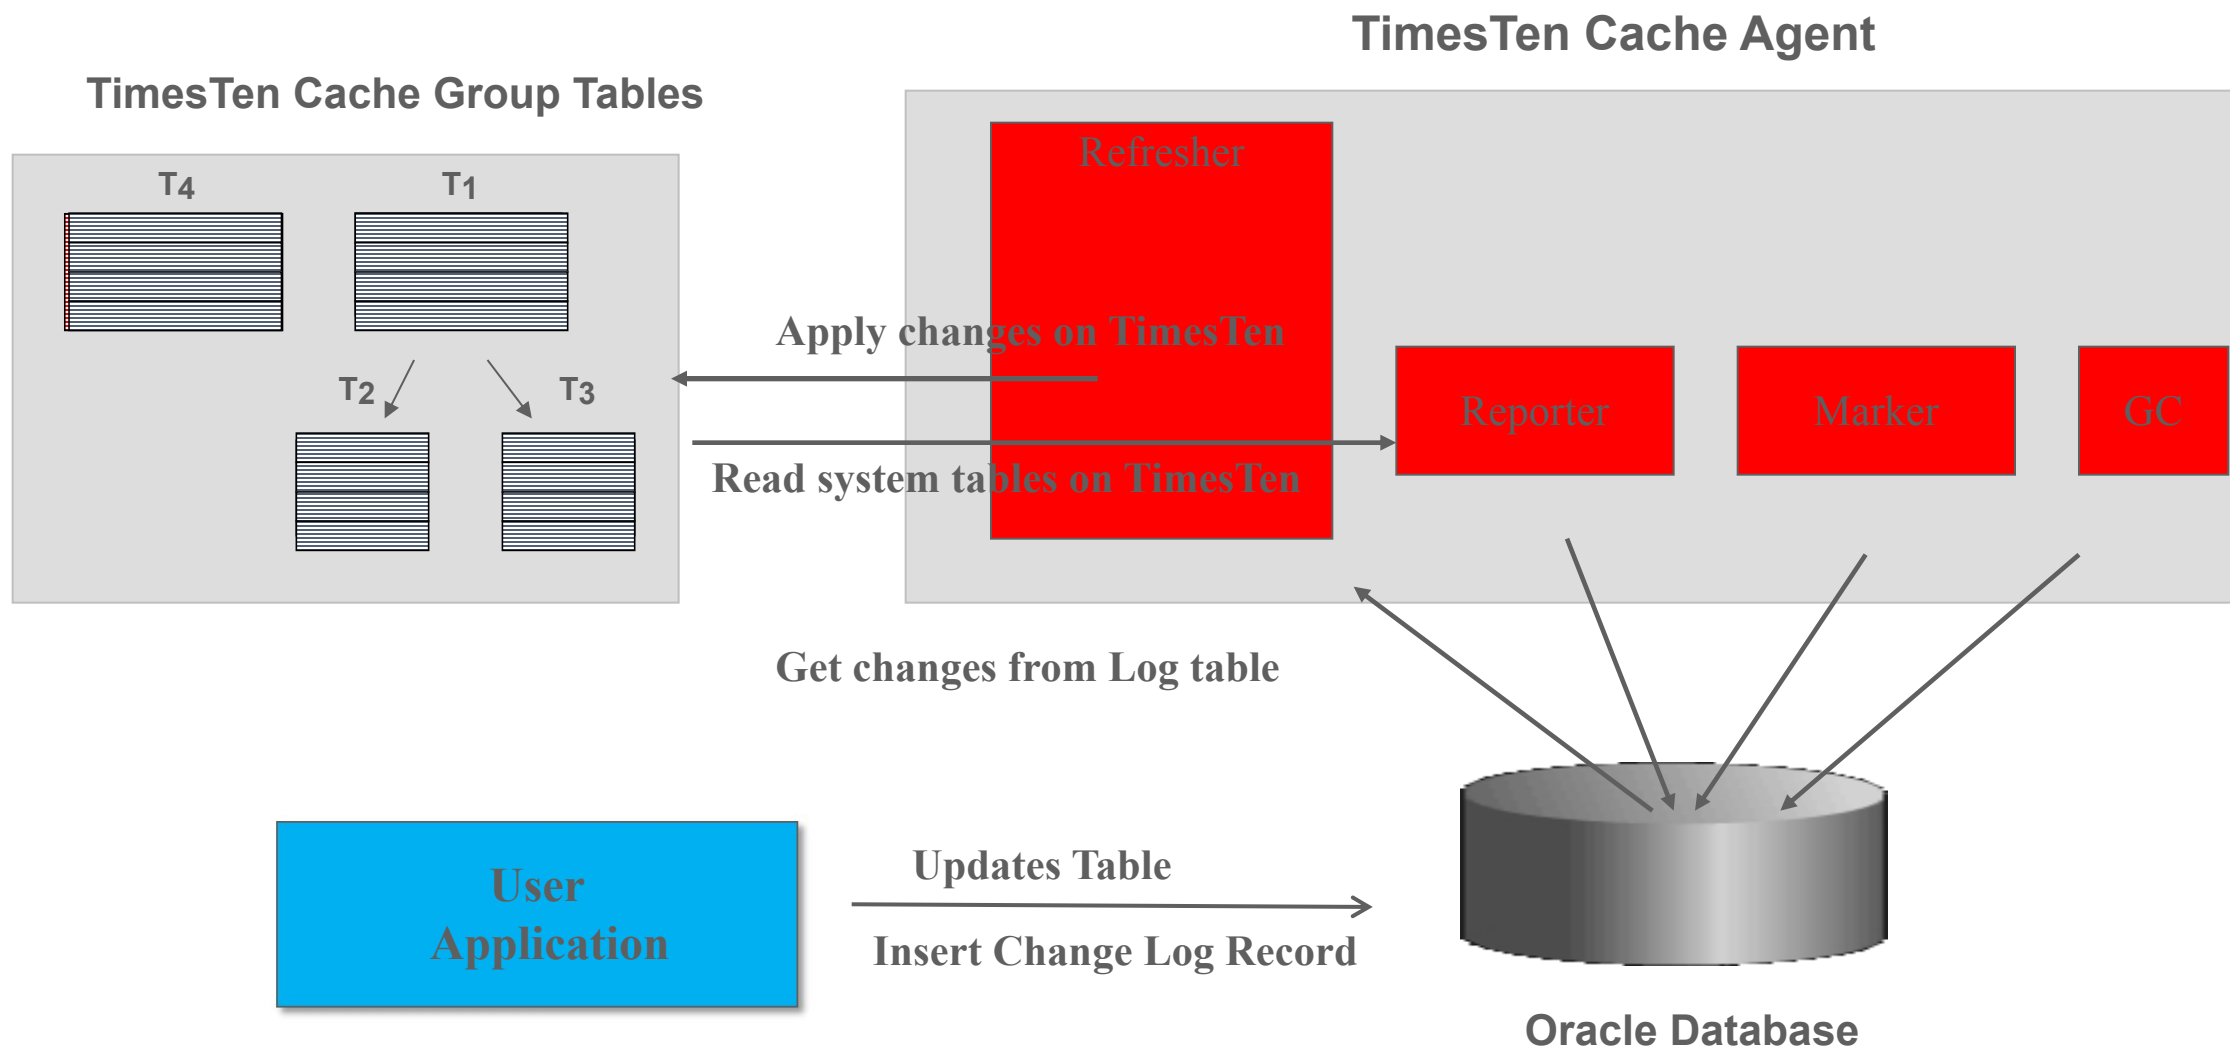 TimesTen Cache Agent
TimesTen Cache Group Tables
Refresher
T4
T1
Apply changes on TimesTen
T2
T3
Reporter
Marker
GC
Read system tables on TimesTen
Get changes from Log table
Updates Table
User
Application
Insert Change Log Record
Oracle Database